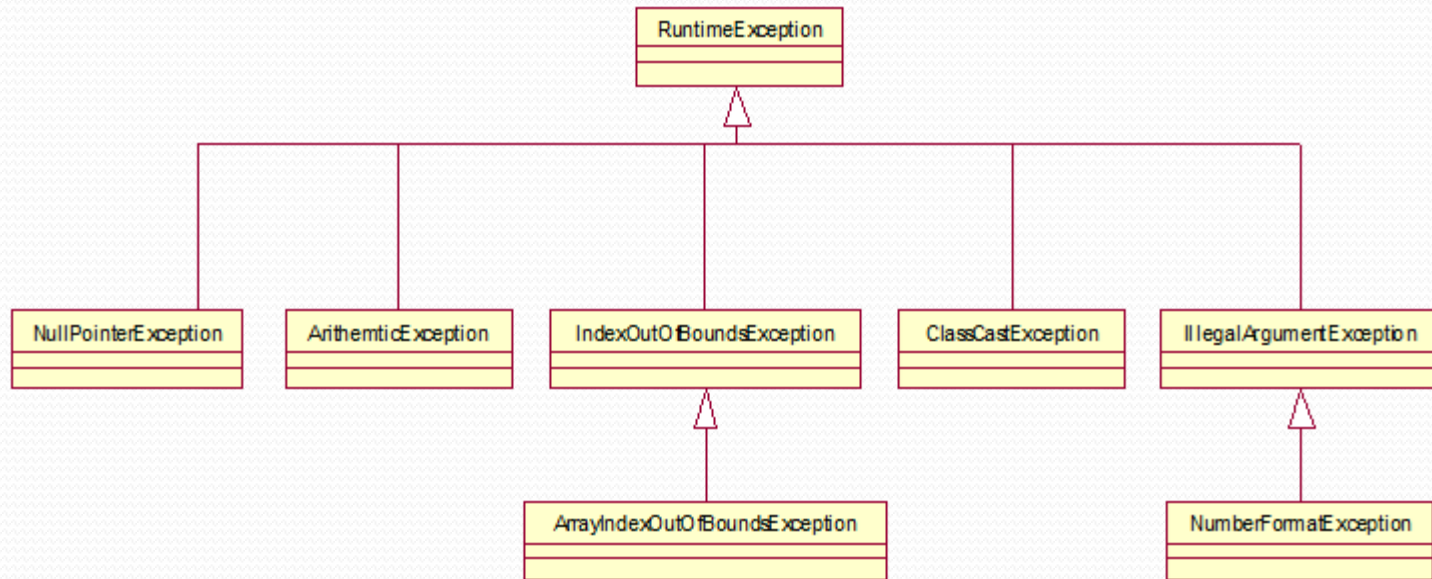 RuntimeException
NullPointerException
ArithemticException
IndexOutOfBoundsException
ClassCastException
IllegalArgumentException
ArrayIndexOutOfBoundsException
NumberFormatException